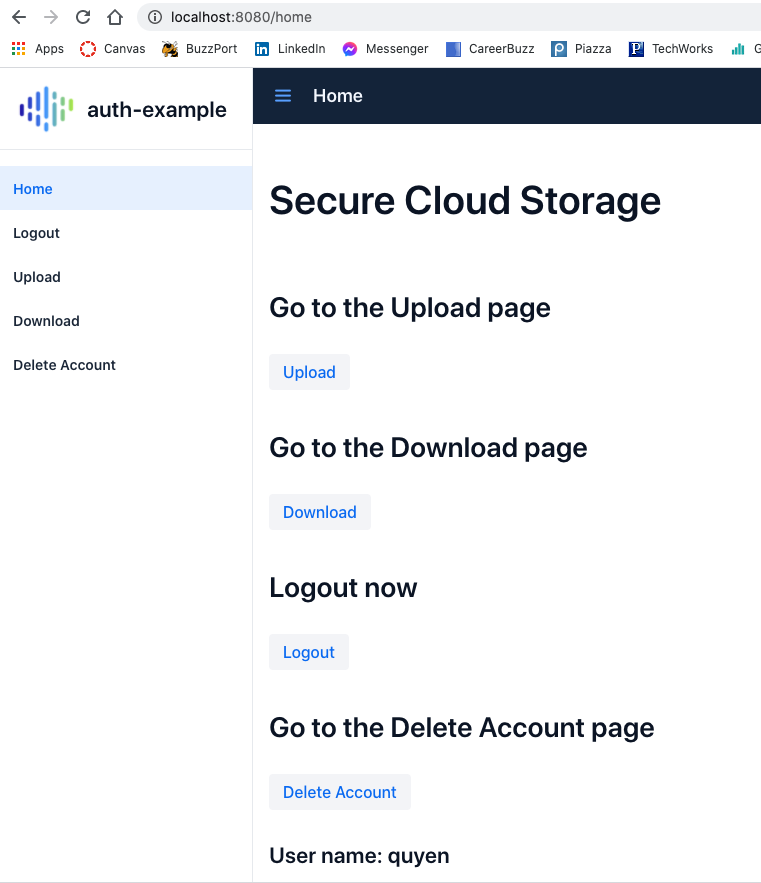 localhost:8080/home
Apps Canvas BuzzPort LinkedIn Messenger CareerBuzz Piazza TechWorks G
auth-example
Home
Logout
Upload
Download
Delete Account
Home
Secure Cloud Storage
Go to the Upload page
Upload
Go to the Download page
Download
Logout now
Logout
Go to the Delete Account page
Delete Account
User name: quyen